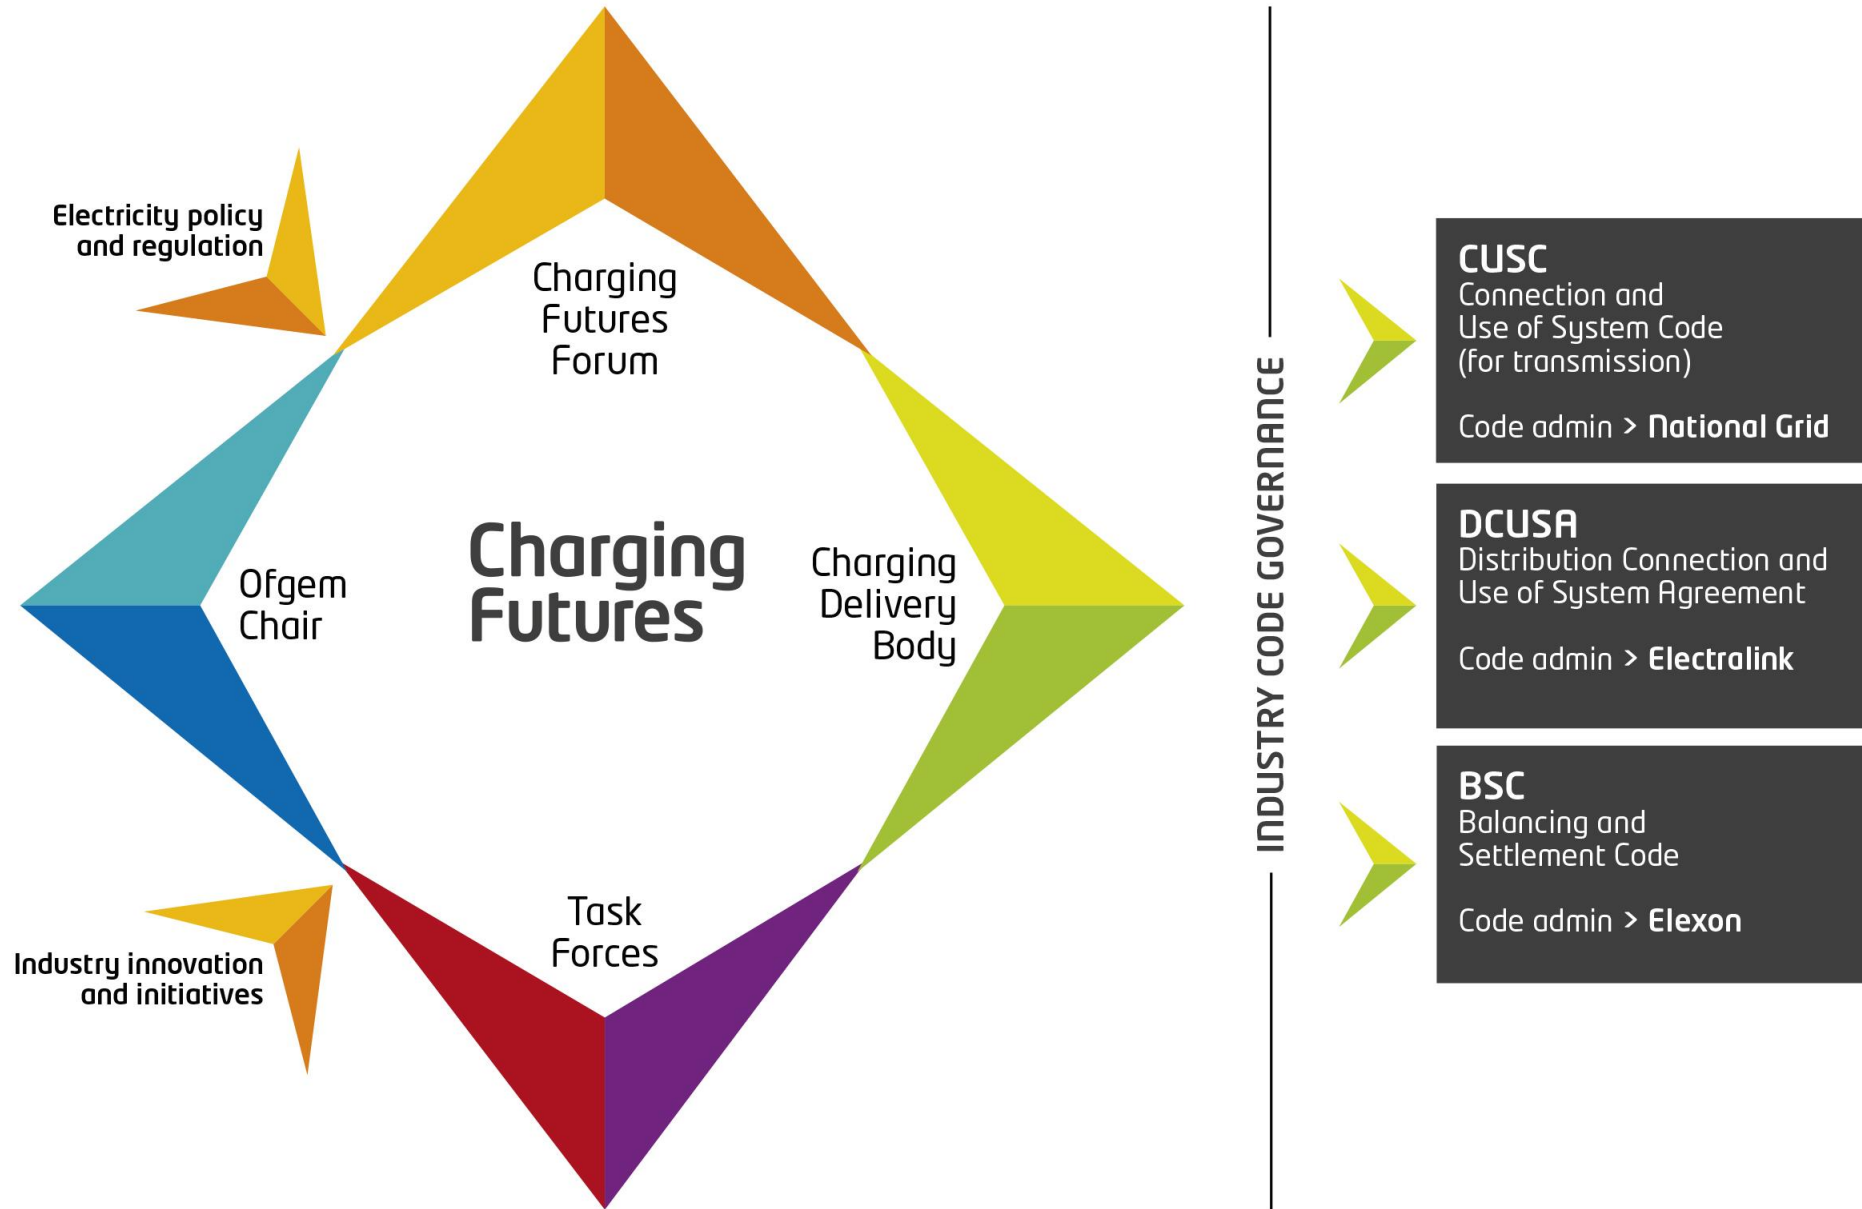 Electricity policy
and regulation
Charging
Futures
Forum
Ofgem
Chair
Charging
Futures
Charging
Delivery
Body
Task
Forces
Industry innovation
and initiatives
INDUSTRY CODE GOVERNANCE
CUSC
Connection and
Use of System Code
(for transmission)
Code admin > National Grid
DCUSA
Distribution Connection and
Use of System Agreement
Code admin > Electralink
BSC
Balancing and
Settlement Code
Code admin > Elexon